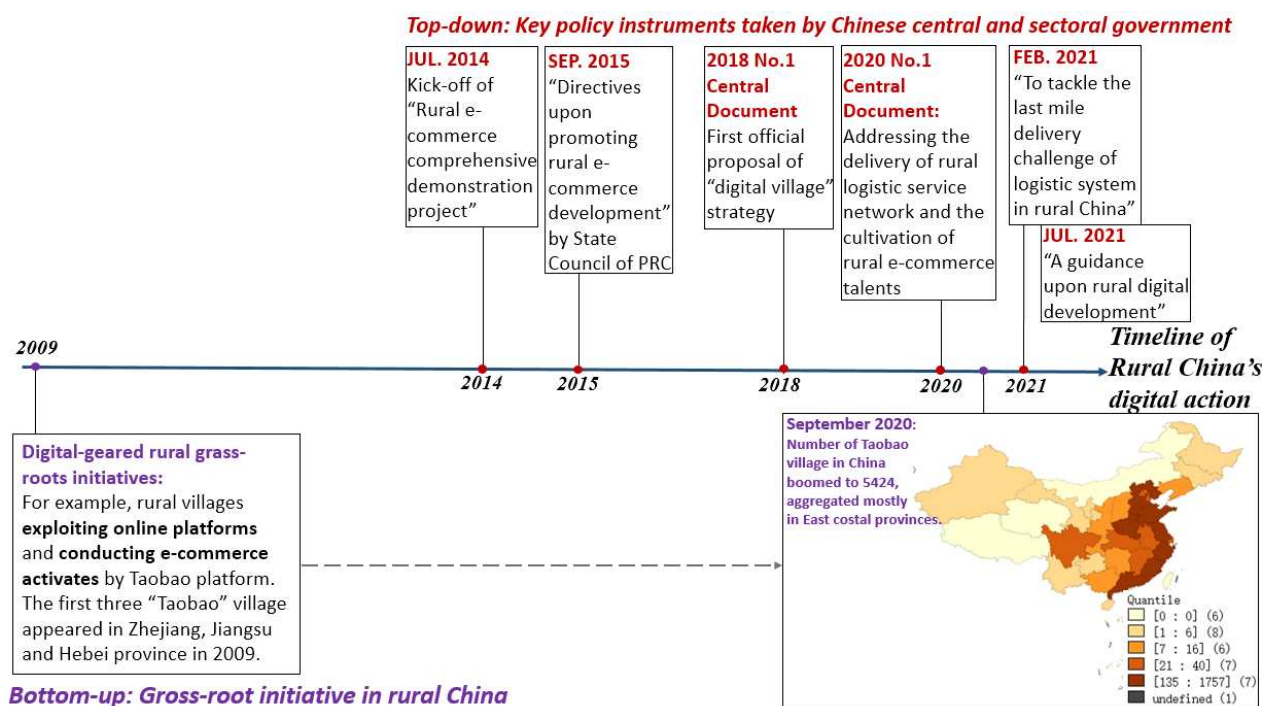 Top-down: Key policy instruments taken by Chinese central and sectoral government
JUL. 2014
Kick-off of
“Rural e-
commerce
comprehensive
demonstration
project”
SEP. 2015
“Directives
upon
promoting
rural e-
commerce
development”
by State
Council of PRC
2018 No.1
Central
Document
First official
proposal of
“digital village”
strategy
2020 No.1
Central
Document:
Addressing the
delivery of rural
logistic service
network and the
cultivation of
rural e-commerce
talents
FEB. 2021
“To tackle the
last mile
delivery
challenge of
logistic system
in rural China”
JUL. 2021
“A guidance
upon rural digital
development”
2009
2014
2015
2018
2020
2021
Timeline of
Rural China’s
digital action
Digital-geared rural grass-
roots initiatives:
For example, rural villages
exploiting online platforms
and conducting e-commerce
activates by Taobao platform.
The first three “Taobao” village
appeared in Zhejiang, Jiangsu
and Hebei province in 2009.
September 2020:
Number of Taobao
village in China
boomed to 5424,
aggregated mostly
in East costal provinces.
Quantile
[0 : 0] (6)
[1 : 6] (8)
[7 : 16] (6)
[21 : 40] (7)
[135 : 1757] (7)
undefined (1)
Bottom-up: Gross-root initiative in rural China